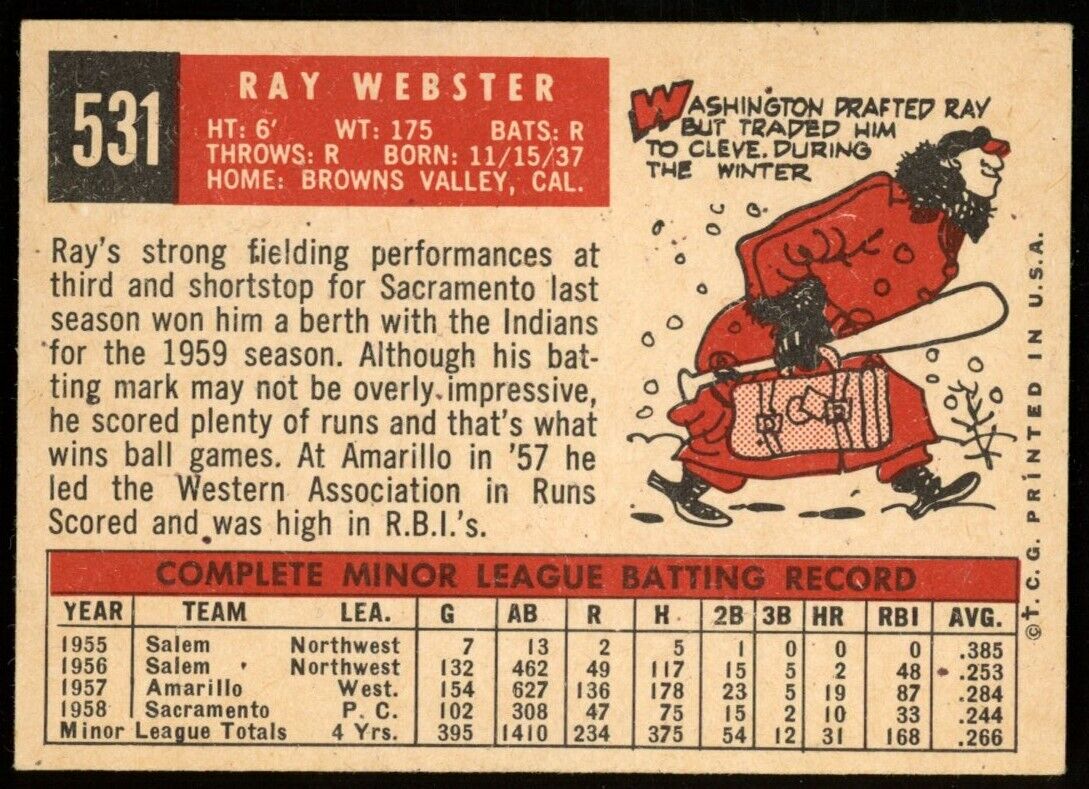 531
RAY WEBSTER
HT: 6' WT: 175 BATS: R
THROWS: R BORN: 11/15/37
HOME: BROWNS VALLEY, CAL.
WASHINGTON DRAFTED RAY
BUT TRADED HIM
TO CLEVE. DURING
THE WINTER
Ray's strong fielding performances at
third and shortstop for Sacramento last
season won him a berth with the Indians
for the 1959 season. Although his bat-
ting mark may not be overly impressive,
he scored plenty of runs and that's what
wins ball games. At Amarillo in '57 he
led the Western Association in Runs
Scored and was high in R.B.I.'s.
COMPLETE MINOR LEAGUE BATTING RECORD
YEAR TEAM LEA. G AB R H 2B 3B HR RBI AVG.
1955 Salem Northwest 7 13 2 5 1 0 0 0 .385
1956 Salem Northwest 132 462 49 117 15 5 2 48 .253
1957 Amarillo West. 154 627 136 178 23 5 19 87 .284
1958 Sacramento P. C. 102 308 47 75 15 2 10 33 .244
Minor League Totals 4 Yrs. 395 1410 234 375 54 12 31 168 .266
©T.C.G. PRINTED IN U.S.A.